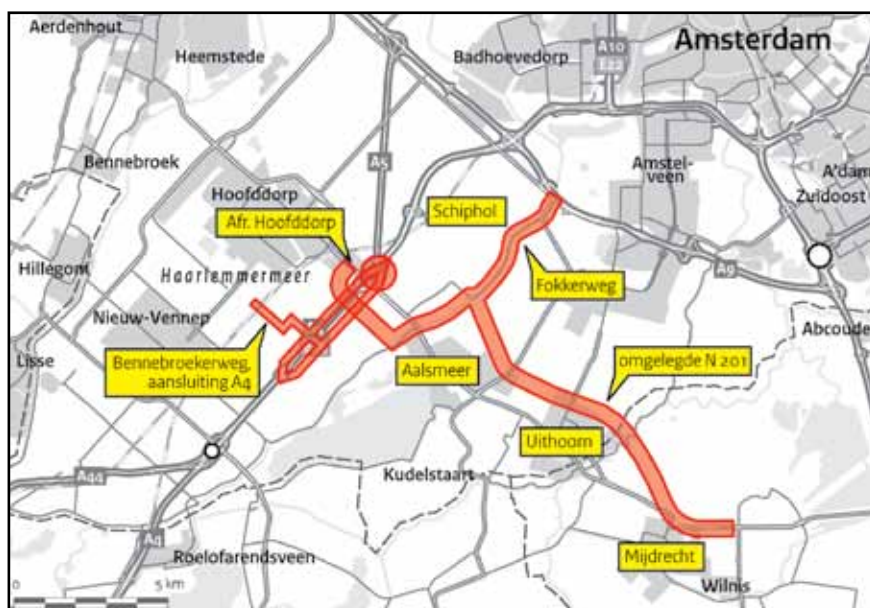 Aerdenhout
Heemstede
Badhoevedorp
A10
E22
Amsterdam
Bennebroek
A5
Amstel-
veen
A'dam
Zuidoost
Hoofddorp
Afr. Hoofddorp
Schiphol
Hillegom
Haarlemmermeer
A9
Fokkerweg
Nieuw-Vennep
Abcoude
Lisse
Bennebroekerweg,
aansluiting A4
Aalsmeer
omgelegde N 201
Uithoorn
Kudelstaart
A44
A4
Roelofarendsveen
Mijdrecht
Wilnis
0
5 km